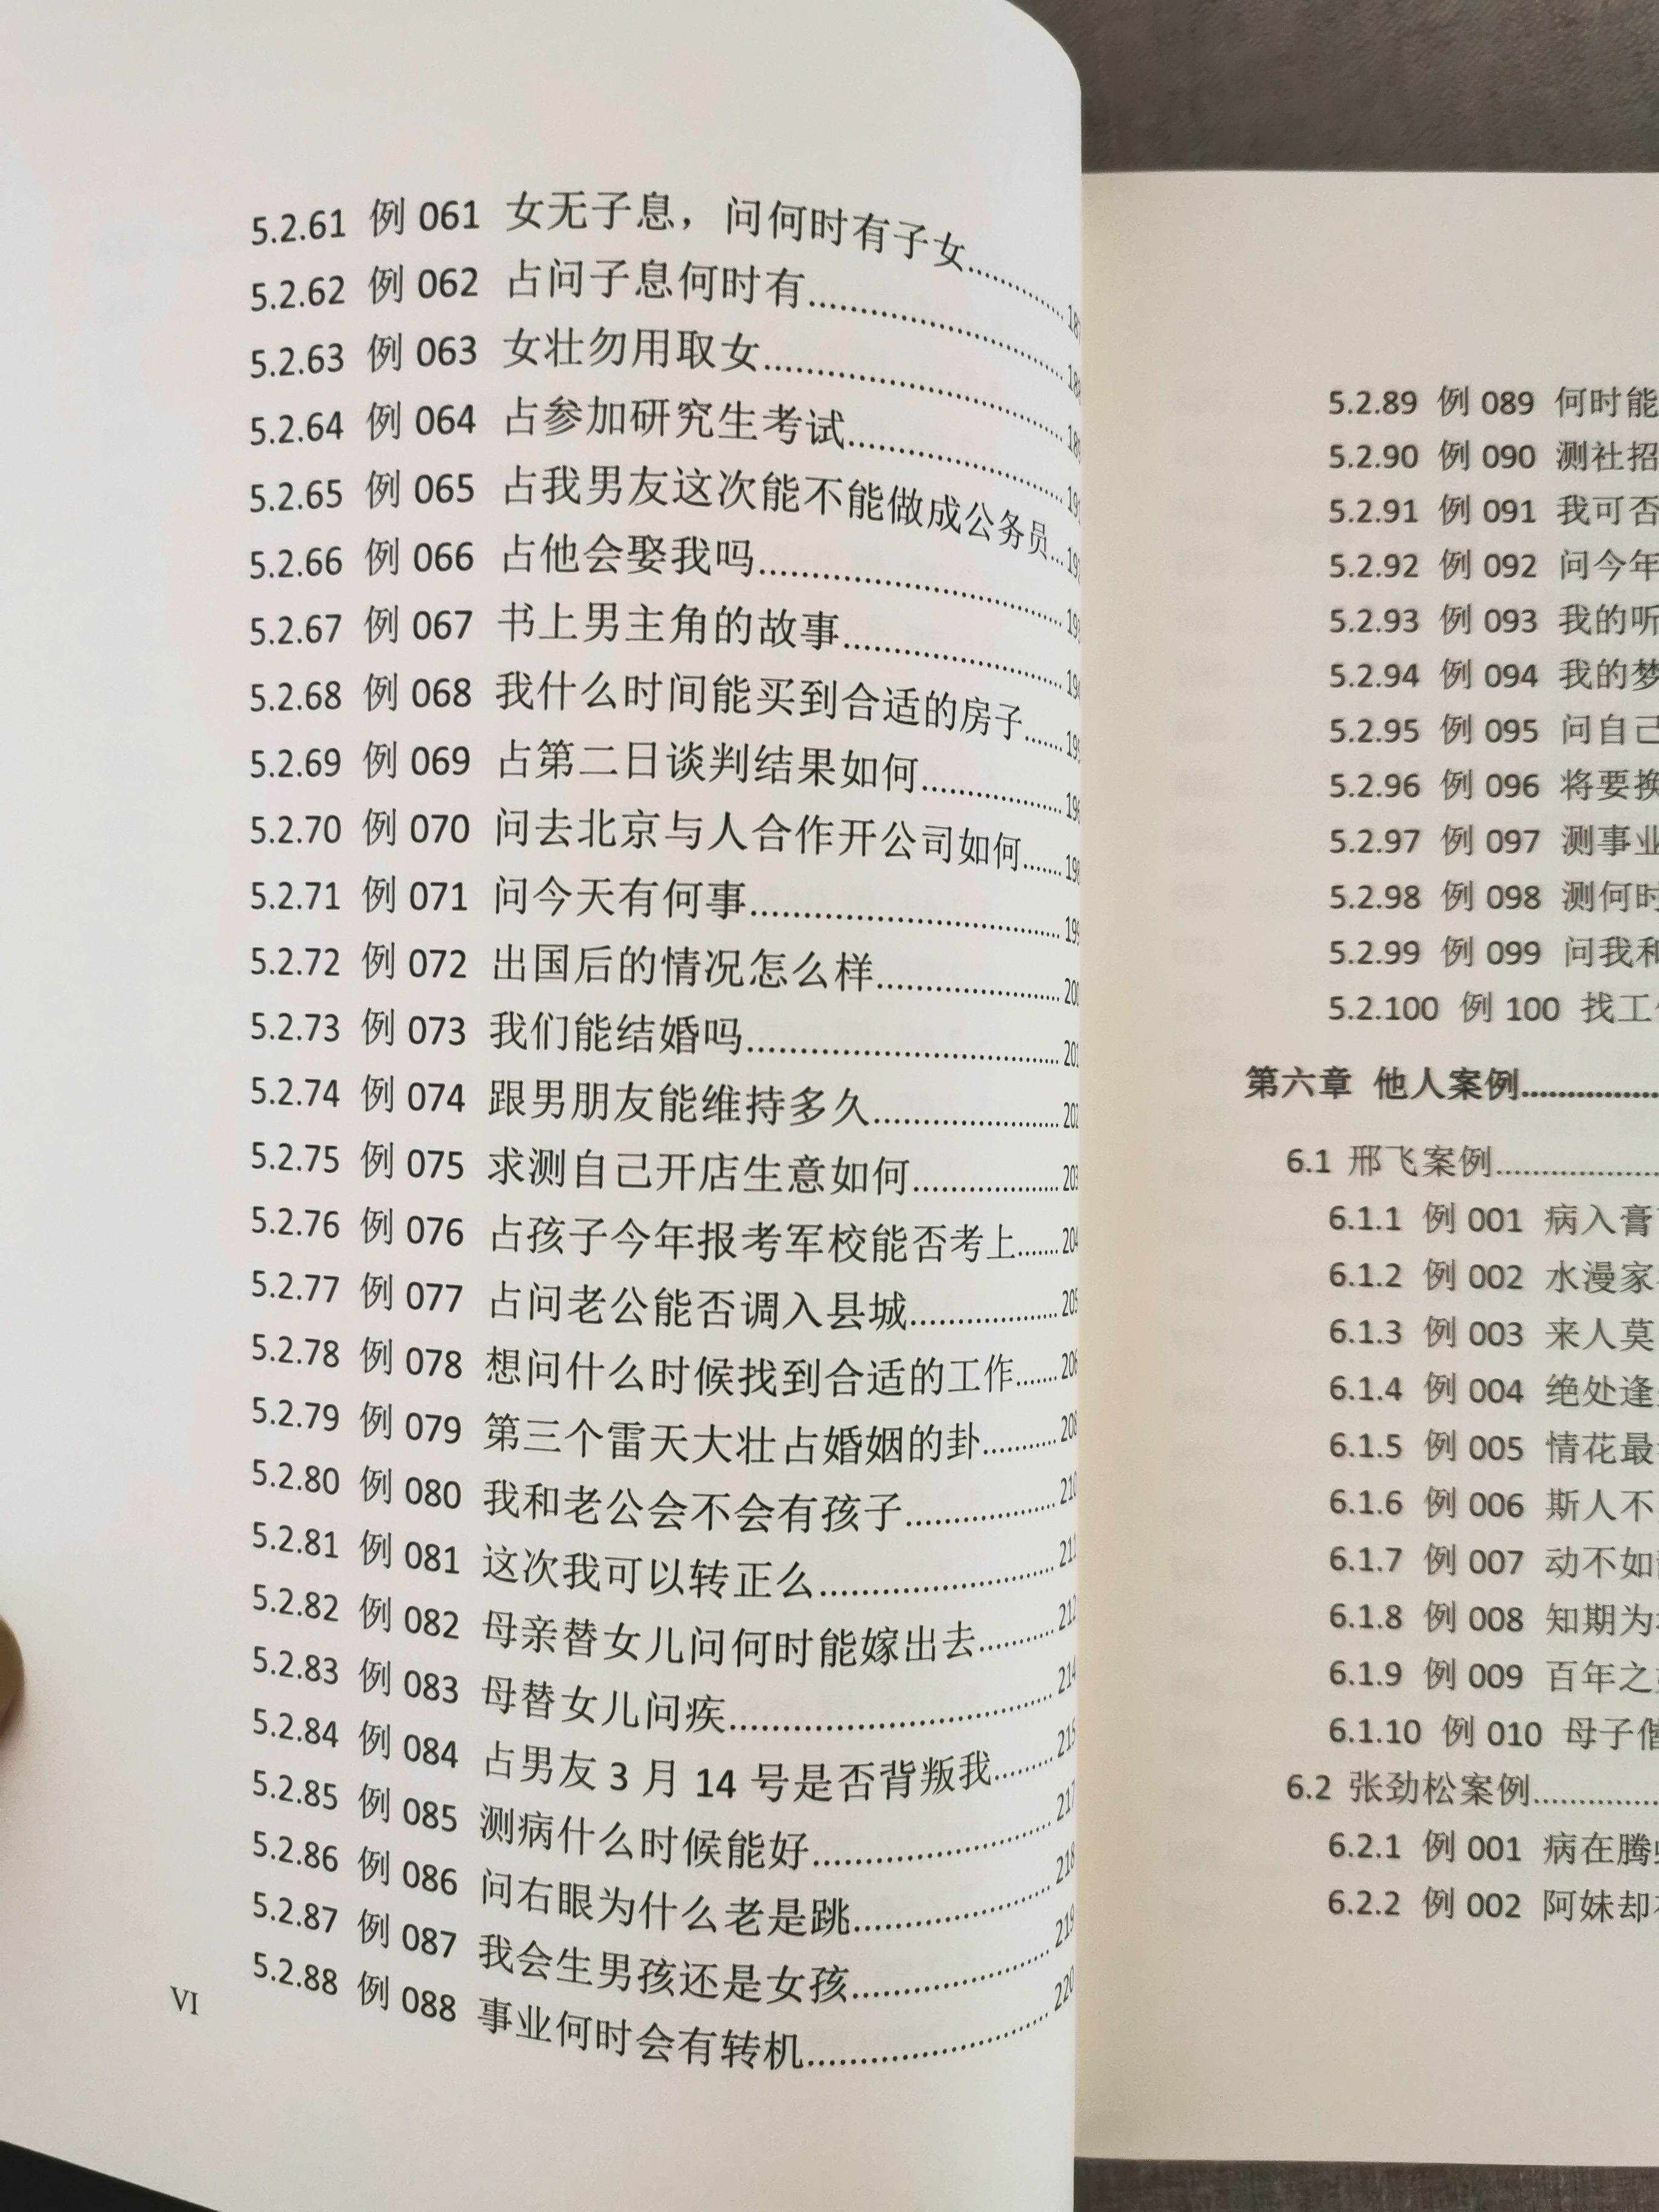 5.2.61 例 061 女无子息，问何时有子女
5.2.62 例 062 占问子息何时有
5.2.63 例 063 女壮勿用取女
5.2.64 例 064 占参加研究生考试
5.2.65 例 065 占我男友这次能不能做成公务员
5.2.66 例 066 占他会娶我吗
5.2.67 例 067 书上男主角的故事
5.2.68 例 068 我什么时间能买到合适的房子
5.2.69 例 069 占第二日谈判结果如何
5.2.70 例 070 问去北京与人合作开公司如何
5.2.71 例 071 问今天有何事
5.2.72 例 072 出国后的情况怎么样
5.2.73 例 073 我们能结婚吗
5.2.74 例 074 跟男朋友能维持多久
5.2.75 例 075 求测自己开店生意如何
5.2.76 例 076 占孩子今年报考军校能否考上
5.2.77 例 077 占问老公能否调入县城
5.2.78 例 078 想问什么时候找到合适的工作
5.2.79 例 079 第三个雷天大壮占婚姻的卦
5.2.80 例 080 我和老公会不会有孩子
5.2.81 例 081 这次我可以转正么
5.2.82 例 082 母亲替女儿问何时能嫁出去
5.2.83 例 083 母替女儿问疾
5.2.84 例 084 占男友 3 月 14 号是否背叛我
5.2.85 例 085 测病什么时候能好
5.2.86 例 086 问右眼为什么老是跳
5.2.87 例 087 我会生男孩还是女孩
5.2.88 例 088 事业何时会有转机
VI
5.2.89 例 089 何时能
5.2.90 例 090 测社招
5.2.91 例 091 我可否
5.2.92 例 092 问今年
5.2.93 例 093 我的听
5.2.94 例 094 我的梦
5.2.95 例 095 问自己
5.2.96 例 096 将要换
5.2.97 例 097 测事业
5.2.98 例 098 测何时
5.2.99 例 099 问我和
5.2.100 例 100 找工
第六章 他人案例
6.1 邢飞案例
6.1.1 例 001 病入膏
6.1.2 例 002 水漫家
6.1.3 例 003 来人莫
6.1.4 例 004 绝处逢
6.1.5 例 005 情花最
6.1.6 例 006 斯人不
6.1.7 例 007 动不如
6.1.8 例 008 知期为
6.1.9 例 009 百年之
6.1.10 例 010 母子偕
6.2 张劲松案例
6.2.1 例 001 病在腾
6.2.2 例 002 阿妹却